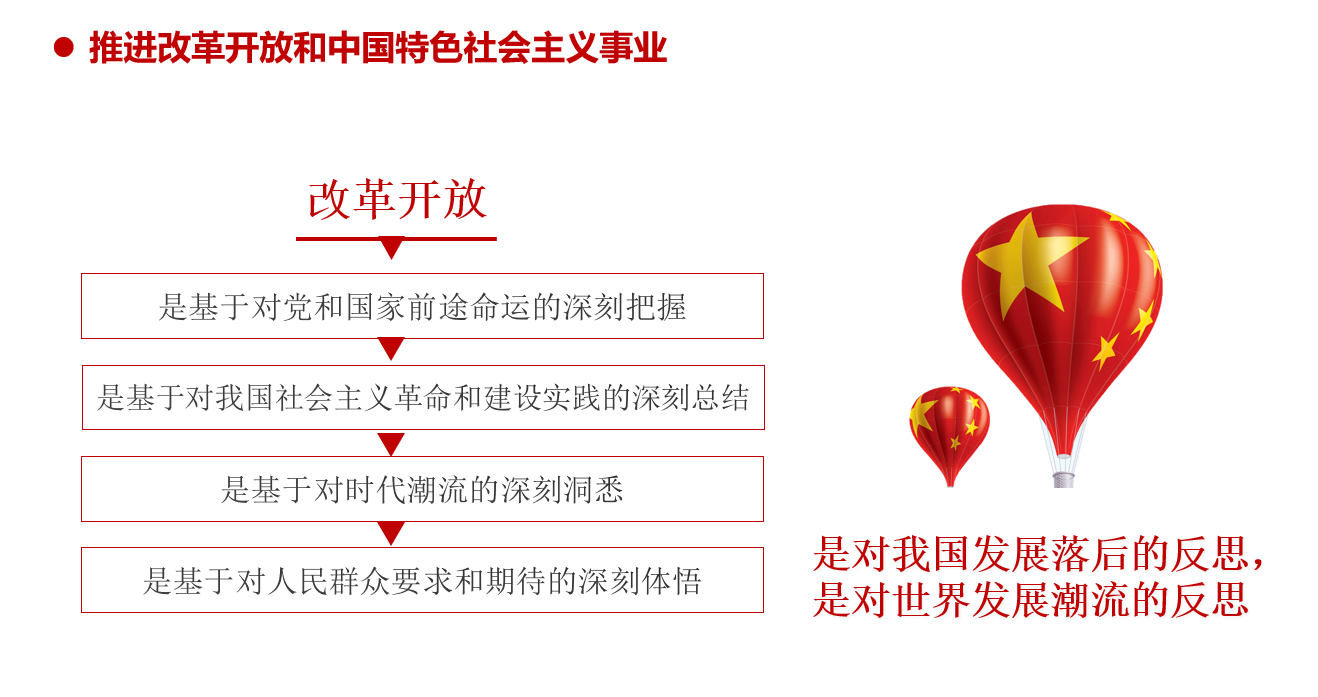 推进改革开放和中国特色社会主义事业
改革开放
是基于对党和国家前途命运的深刻把握
是基于对我国社会主义革命和建设实践的深刻总结
是基于对时代潮流的深刻洞悉
是基于对人民群众要求和期待的深刻体悟
是对我国发展落后的反思，
是对世界发展潮流的反思